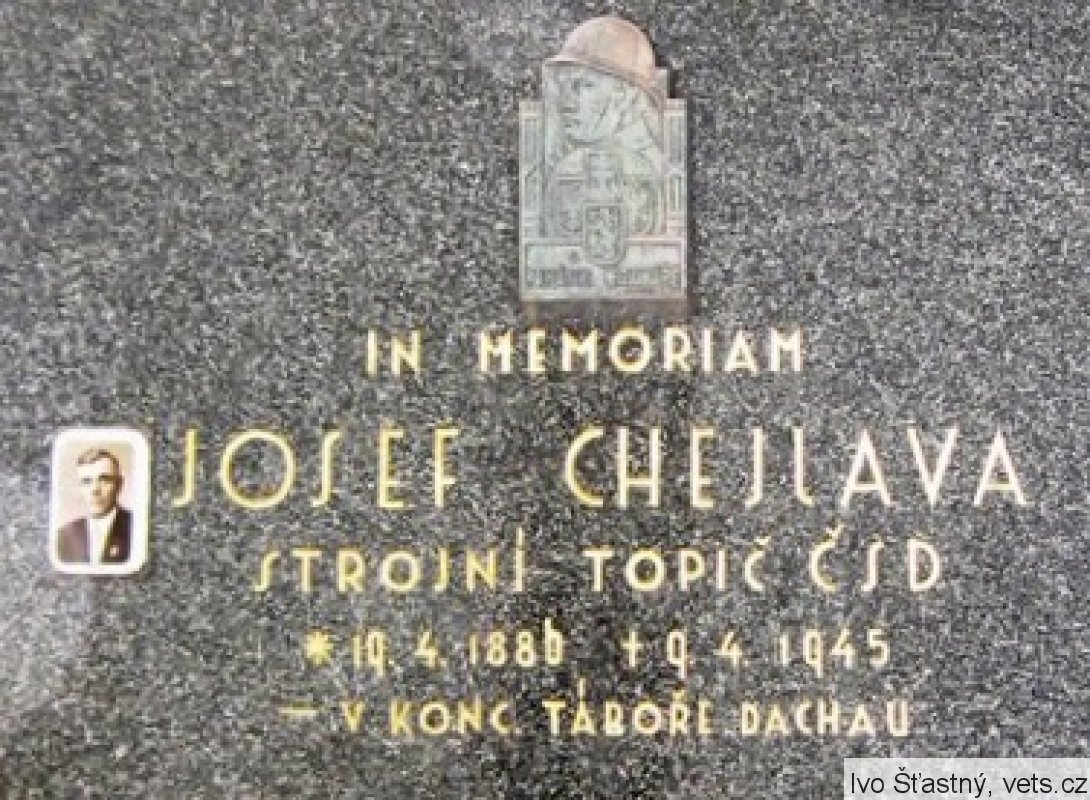 IN MEMORIAM
JOSEF CHEJLAVA
STROJNÍ TOPIČ ČSD
* 19. 4. 1886 + 9. 4. 1945
— V KONC. TÁBOŘE DACHAU
Ivo Šťastný, vets.cz